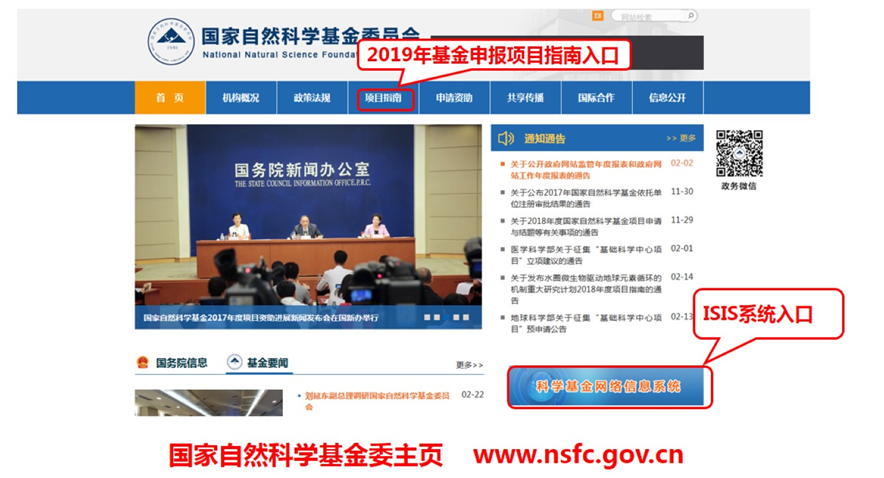 国家自然科学基金委员会
National Natural Science Founda
EN
网站检索
2019年基金申报项目指南入口
首 页
机构概况
政策法规
项目指南
申请资助
共享传播
国际合作
信息公开
国务院新闻办公室
THE STATE COUNCIL INFORMATION OFFICE,P.R.C.
国家自然科学基金2017年度项目资助进展新闻发布会在国新办举行
通知通告
>> 更多
关于公开政府网站监管年度报表和政府网 02-02
站工作年度报表的通告
关于公布2017年国家自然科学基金依托单 11-30
位注册审批结果的通告
关于2018年度国家自然科学基金项目申请 11-29
与结题等有关事项的通告
医学科学部关于征集“基础科学中心项 02-01
目”立项建议的通告
关于发布水圈微生物驱动地球元素循环的 02-14
机制重大研究计划2018年度项目指南的通
告
地球科学部关于征集“基础科学中心项 02-13
目”预申请公告
政务微信
ISIS系统入口
科学基金网络信息系统
国务院信息
基金要闻
更多>>
刘延东副总理调研国家自然科学基金委员 02-22
会
国家自然科学基金委主页 www.nsfc.gov.cn